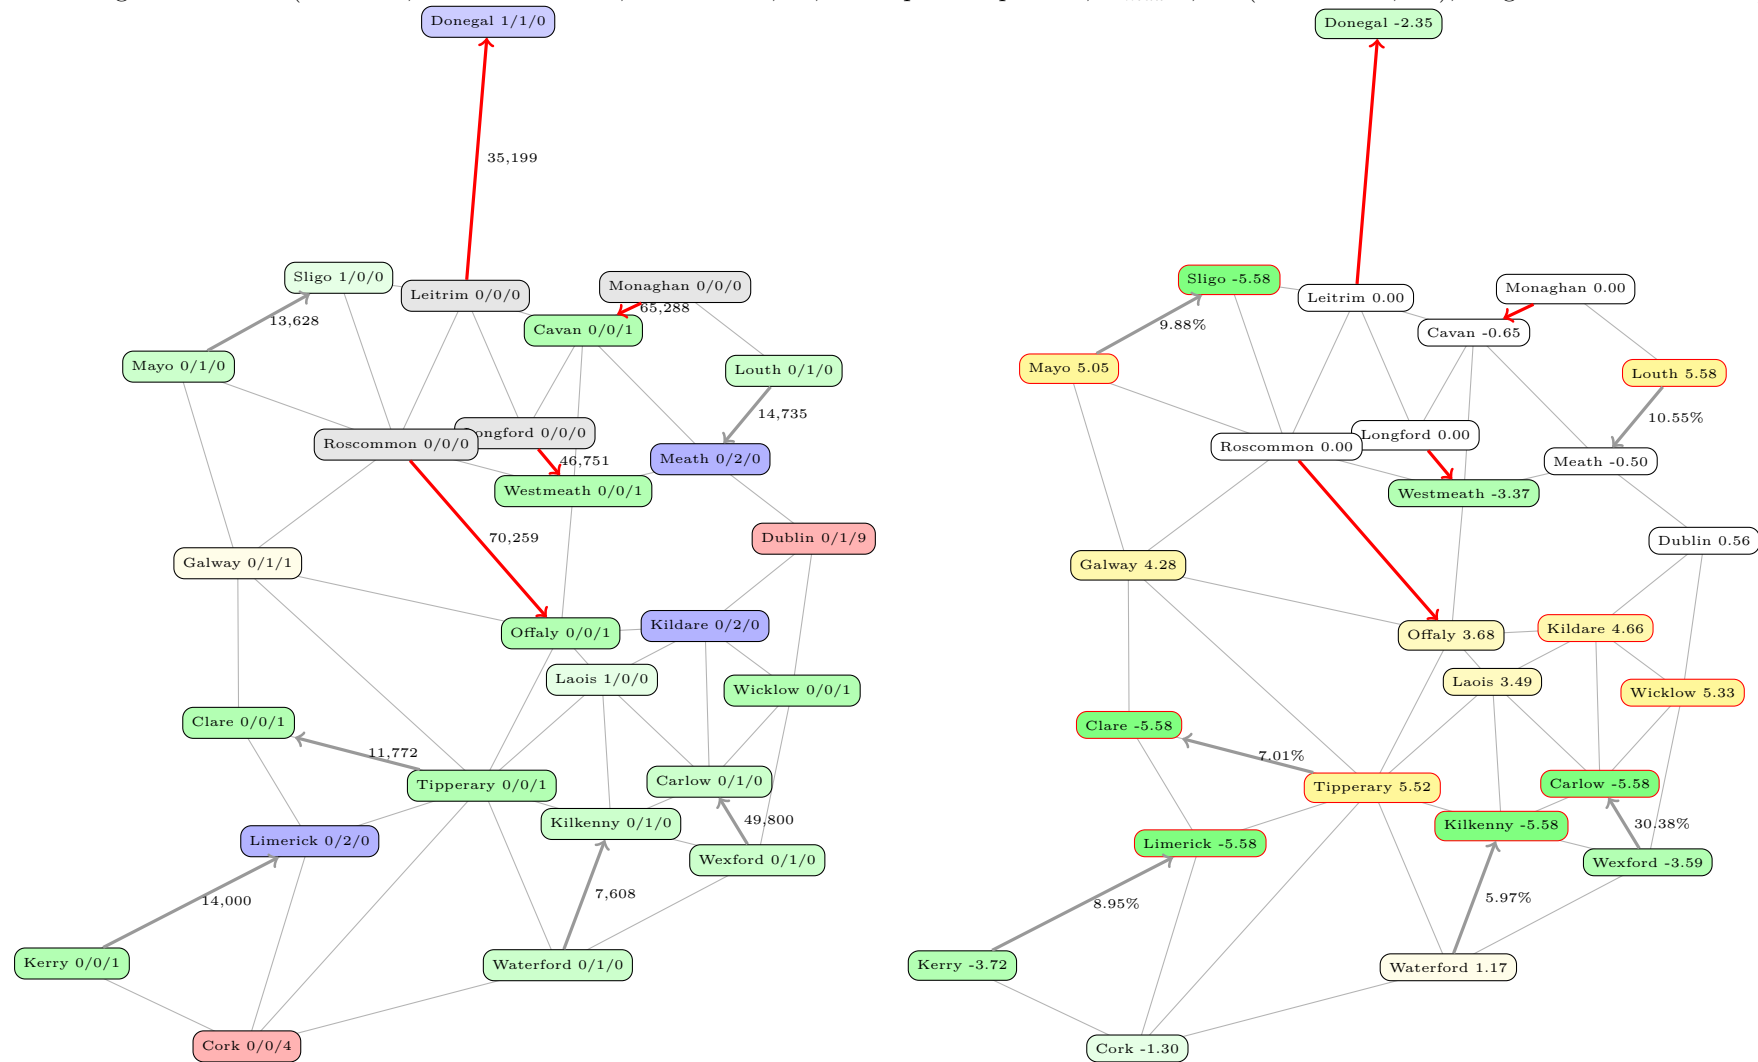 Donegal 1/1/0
35,199
Sligo 1/0/0
Leitrim 0/0/0
Monaghan 0/0/0
65,288
13,628
Cavan 0/0/1
Mayo 0/1/0
Louth 0/1/0
14,735
Roscommon 0/0/0
ongford 0/0/0
46,751
Meath 0/2/0
Westmeath 0/0/1
70,259
Dublin 0/1/9
Galway 0/1/1
Offaly 0/0/1
Kildare 0/2/0
Laois 1/0/0
Wicklow 0/0/1
Clare 0/0/1
11,772
Tipperary 0/0/1
Carlow 0/1/0
Kilkenny 0/1/0
49,800
Limerick 0/2/0
Wexford 0/1/0
14,000
7,608
Kerry 0/0/1
Waterford 0/1/0
Cork 0/0/4
Donegal -2.35
Sligo -5.58
Leitrim 0.00
Monaghan 0.00
9.88%
Cavan -0.65
Mayo 5.05
Louth 5.58
10.55%
Roscommon 0.00
Longford 0.00
Meath -0.50
Westmeath -3.37
Dublin 0.56
Galway 4.28
Offaly 3.68
Kildare 4.66
Laois 3.49
Wicklow 5.33
Clare -5.58
7.01%
Tipperary 5.52
Carlow -5.58
Kilkenny -5.58
30.38%
Limerick -5.58
Wexford -3.59
8.95%
5.97%
Kerry -3.72
Waterford 1.17
Cork -1.30